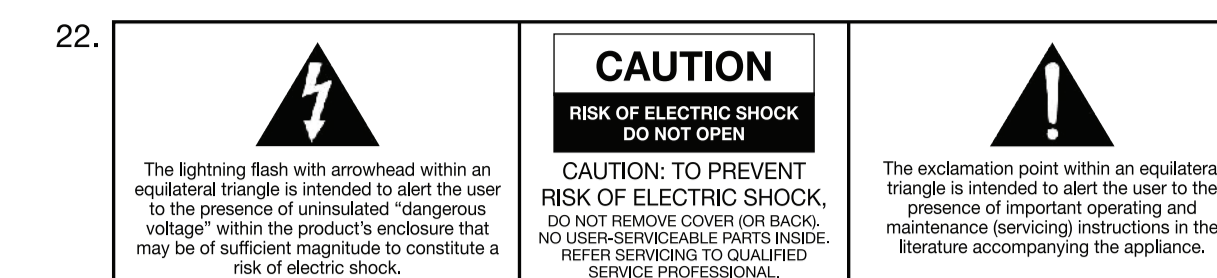 22.
The lightning flash with arrowhead within an
equilateral triangle is intended to alert the user
to the presence of uninsulated “dangerous
voltage” within the product’s enclosure that
may be of sufficient magnitude to constitute a
risk of electric shock.
CAUTION
RISK OF ELECTRIC SHOCK
DO NOT OPEN
CAUTION: TO PREVENT
RISK OF ELECTRIC SHOCK,
DO NOT REMOVE COVER (OR BACK).
NO USER-SERVICEABLE PARTS INSIDE.
REFER SERVICING TO QUALIFIED
SERVICE PROFESSIONAL.
The exclamation point within an equilatera
triangle is intended to alert the user to the
presence of important operating and
maintenance (servicing) instructions in the
literature accompanying the appliance.